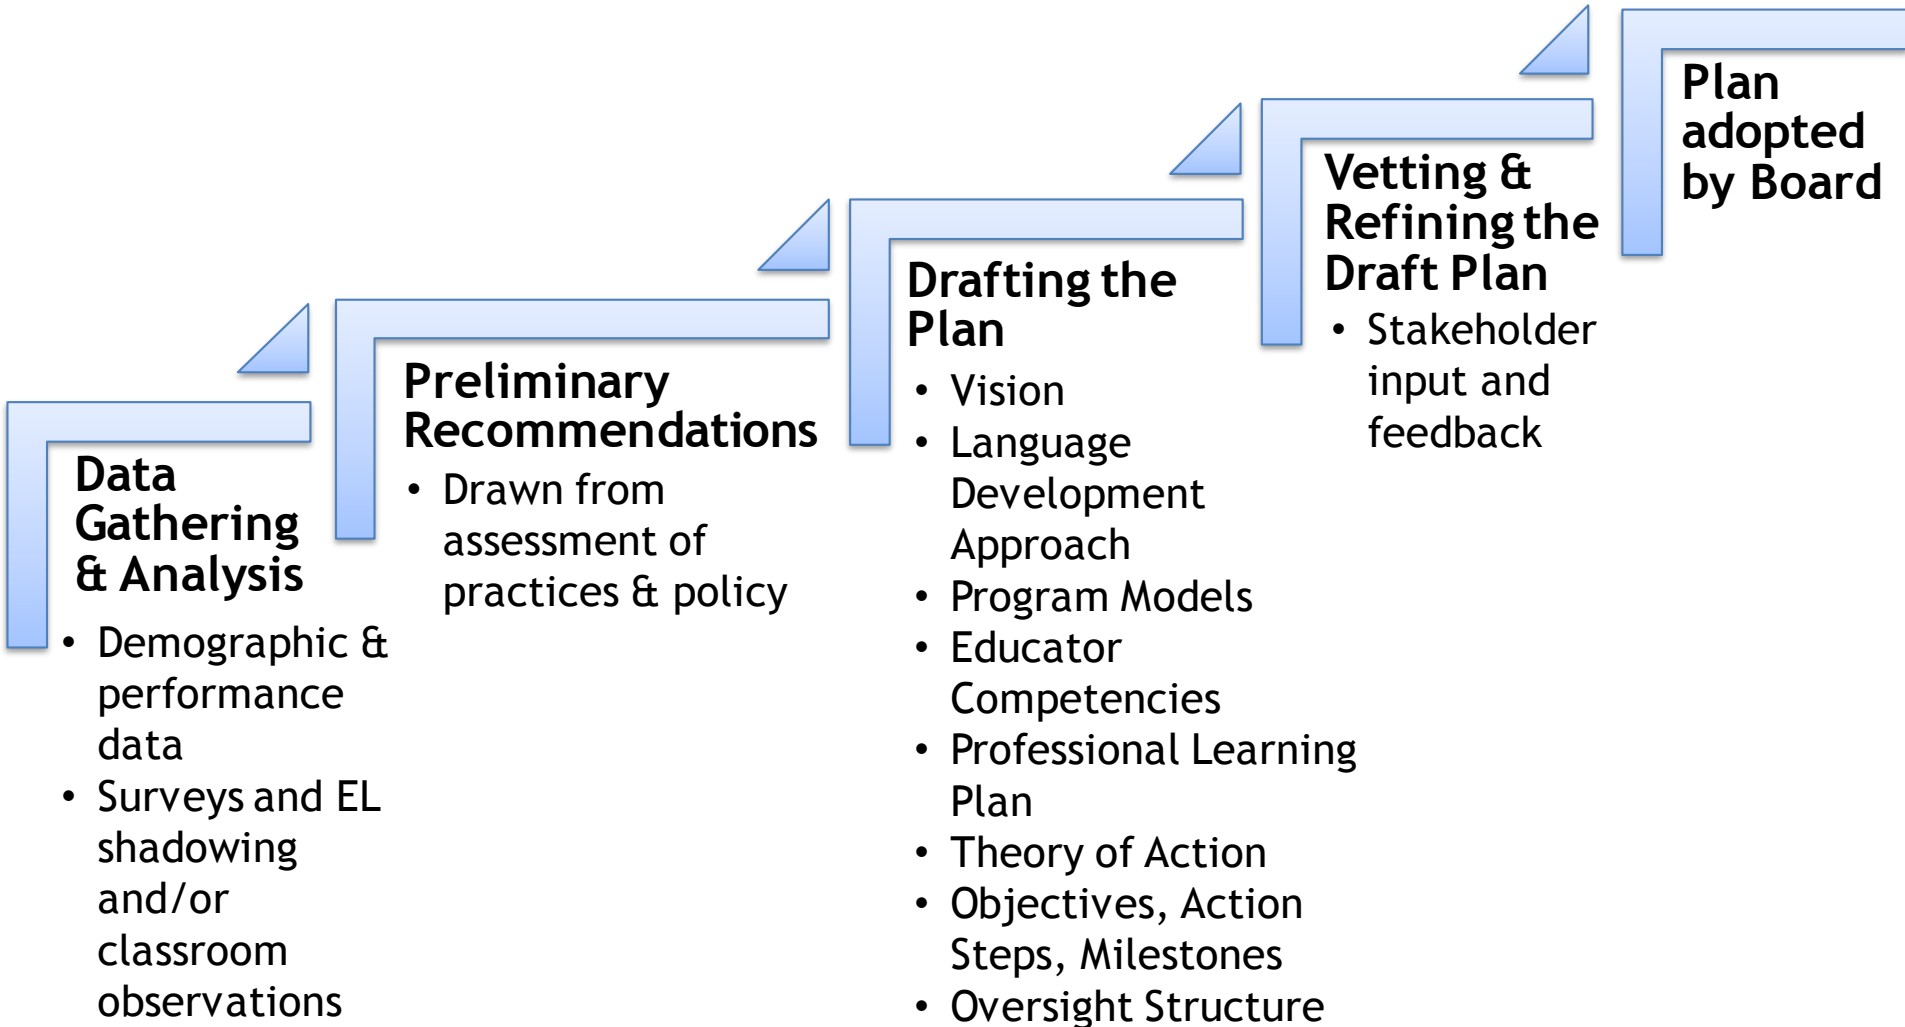 Data
Gathering
& Analysis
• Demographic &
performance
data
• Surveys and EL
shadowing
and/or
classroom
observations
Preliminary
Recommendations
• Drawn from
assessment of
practices & policy
Drafting the
Plan
• Vision
• Language
Development
Approach
• Program Models
• Educator
Competencies
• Professional Learning
Plan
• Theory of Action
• Objectives, Action
Steps, Milestones
• Oversight Structure
Vetting &
Refining the
Draft Plan
• Stakeholder
input and
feedback
Plan
adopted
by Board